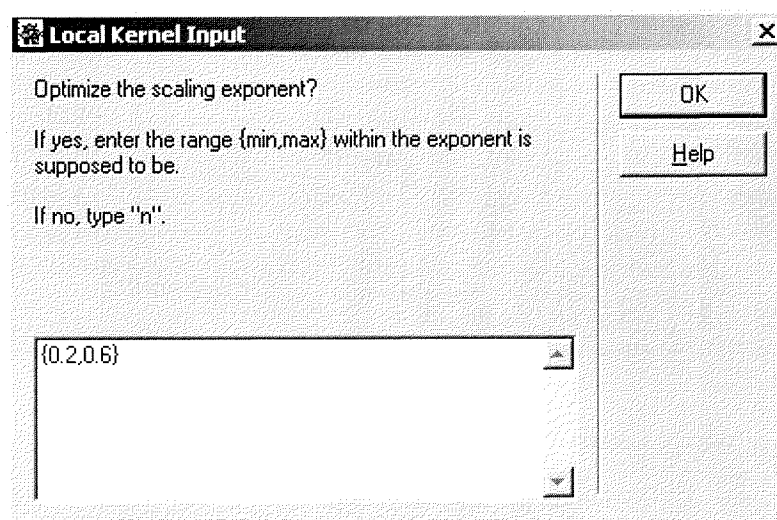 Local Kernel Input
Optimize the scaling exponent?
If yes, enter the range {min,max} within the exponent is
supposed to be.
If no, type "n".
{0.2,0.6}
OK
Help